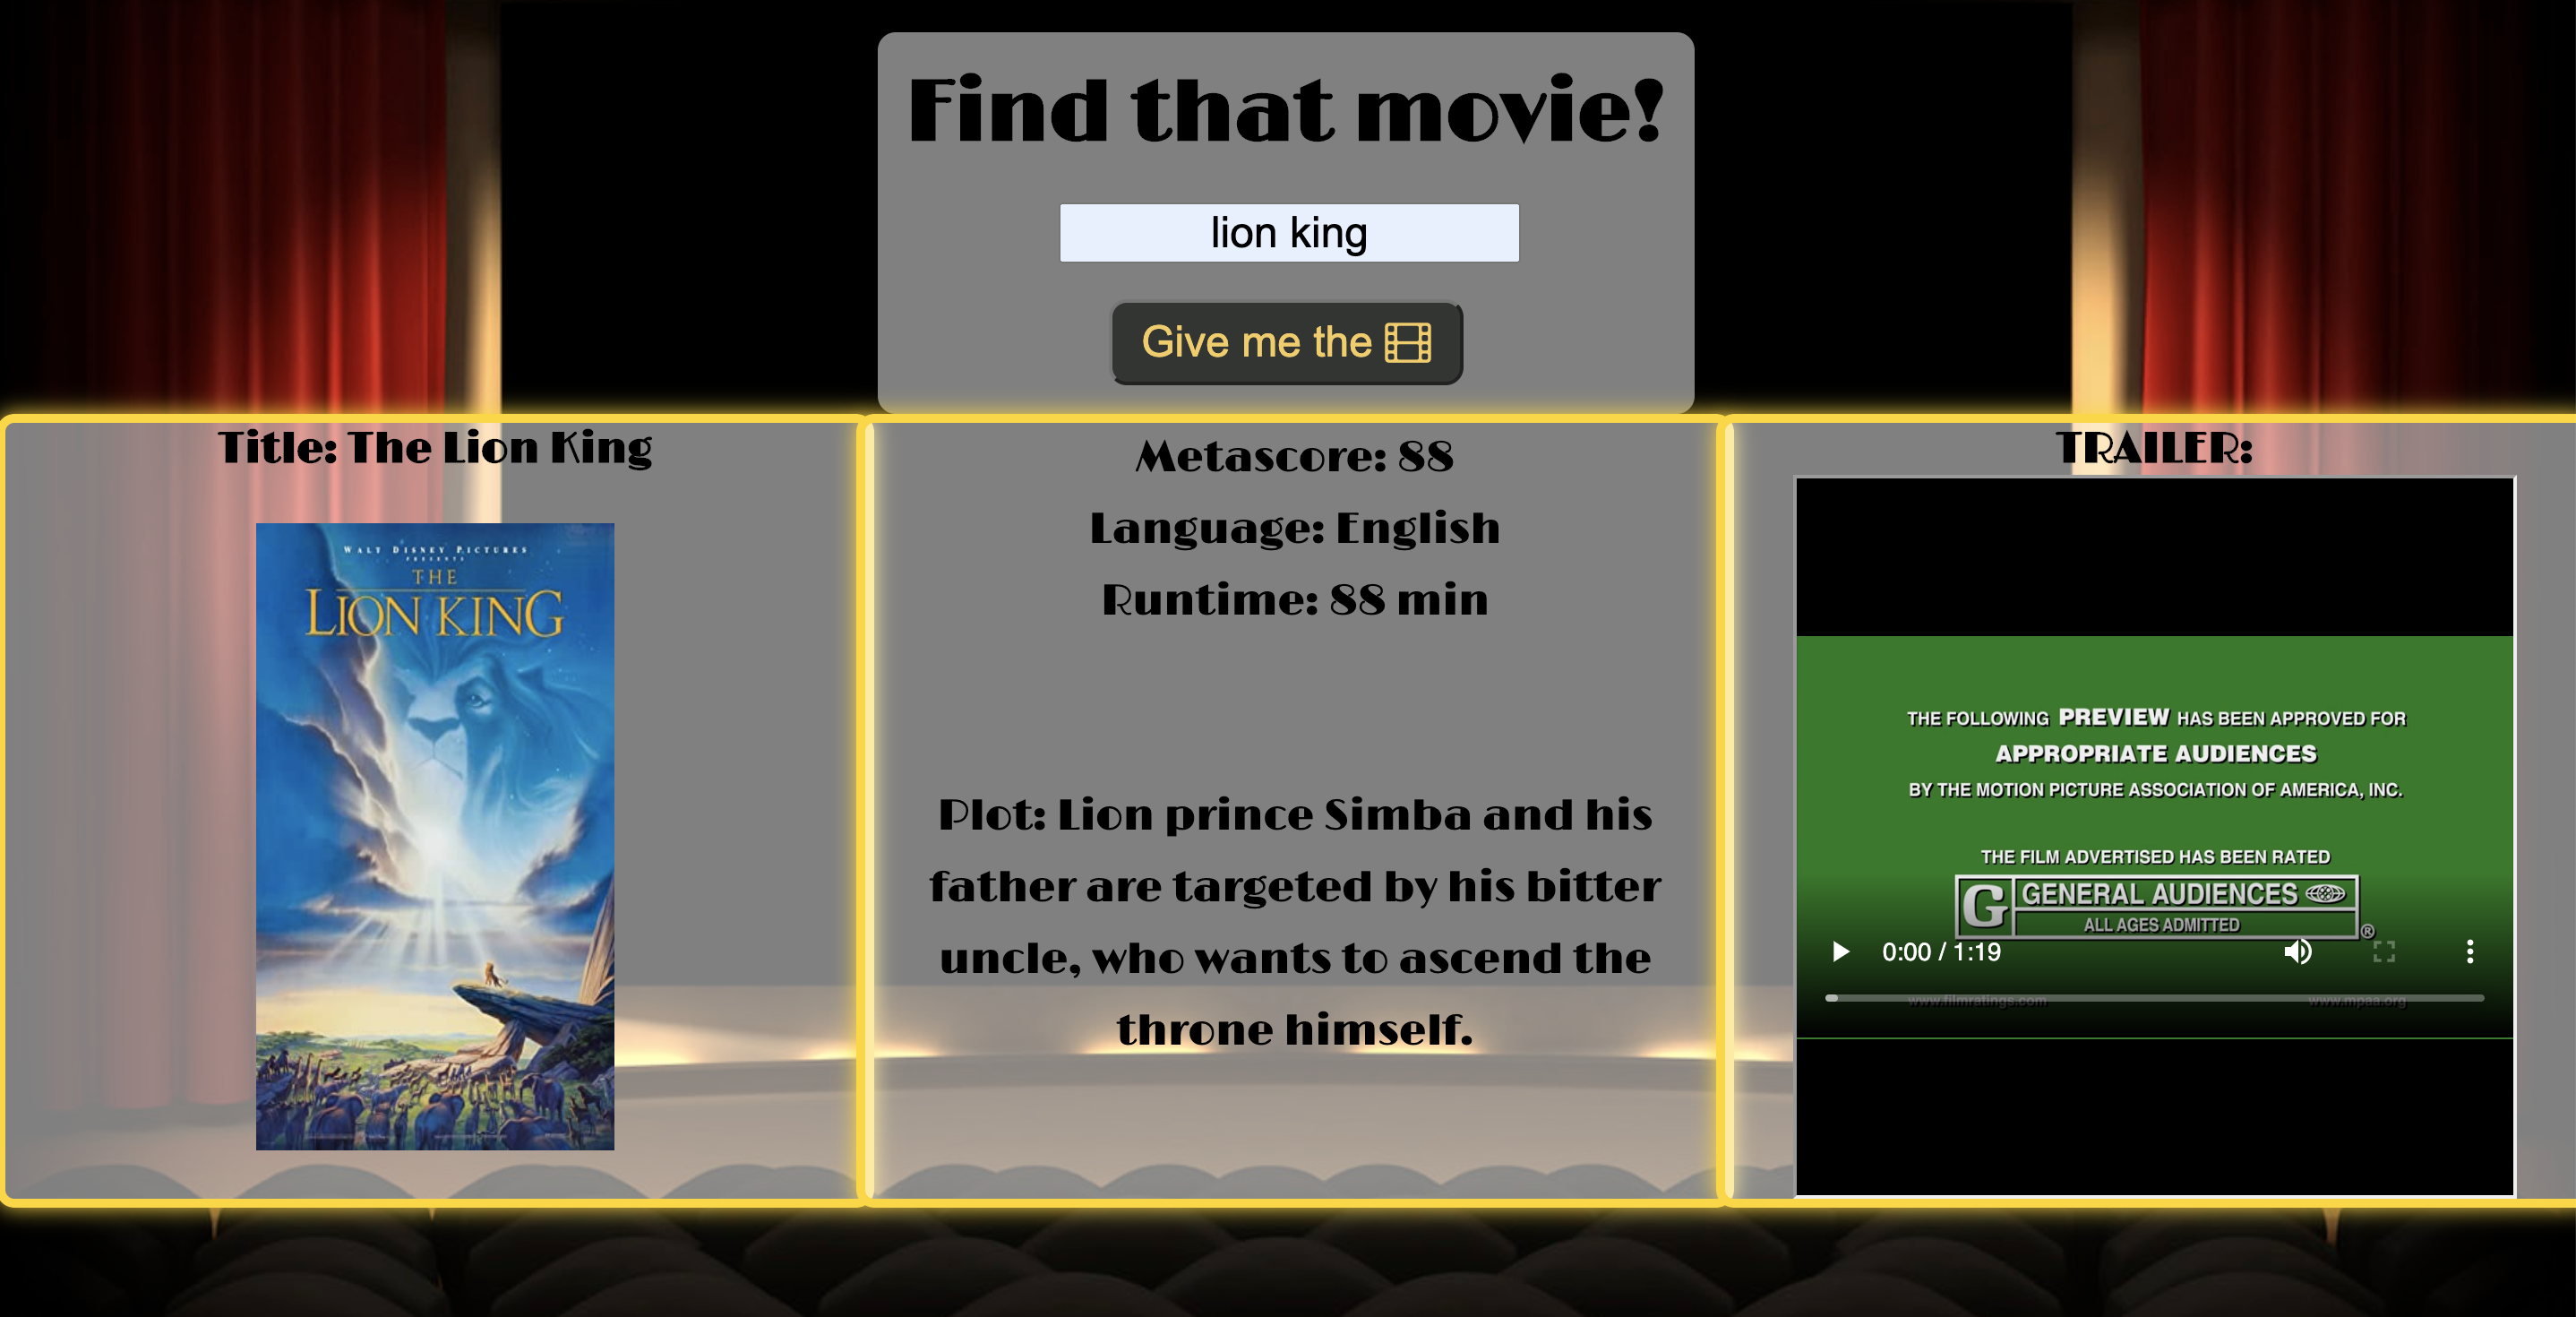 Find that movie!
lion king
Give me the
Title: The Lion King
WALT DISNEY PICTURES
PRESENTS
THE
LION KING
Metascore: 88
Language: English
Runtime: 88 min
Plot: Lion prince Simba and his
father are targeted by his bitter
uncle, who wants to ascend the
throne himself.
TRAILER:
THE FOLLOWING PREVIEW HAS BEEN APPROVED FOR
APPROPRIATE AUDIENCES
BY THE MOTION PICTURE ASSOCIATION OF AMERICA, INC.
THE FILM ADVERTISED HAS BEEN RATED
G GENERAL AUDIENCES
ALL AGES ADMITTED ®
0:00 / 1:19
www.filmratings.com www.mpaa.org